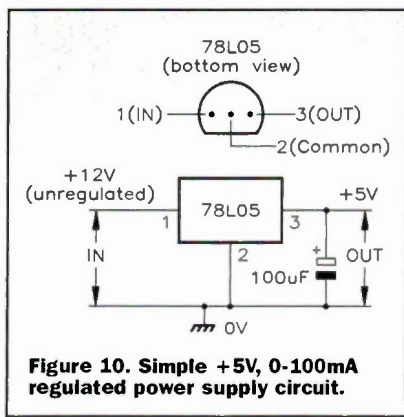 78L05
(bottom view)
1(IN)
3(OUT)
2(Common)
+12V
(unregulated)
78L05
+5V
1
3
2
IN
+
100uF
OUT
0V
Figure 10. Simple +5V, 0-100mA
regulated power supply circuit.